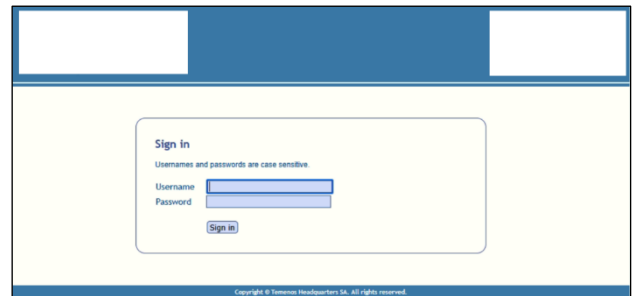 Sign in
Usernames and passwords are case sensitive.
Username
Password
Sign in
Copyright © Temenos Headquarters SA. All rights reserved.